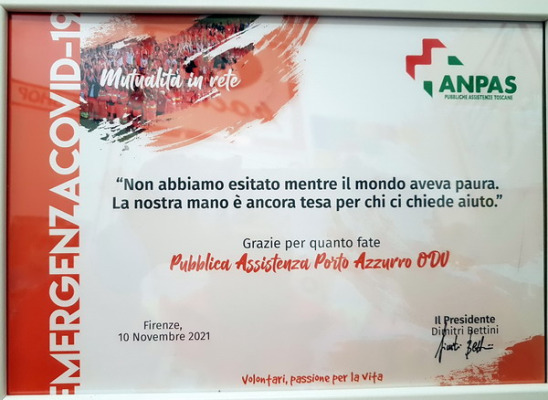 EMERGENZACOVID-19
Mutualità in rete
ANPAS
PUBBLICHE ASSISTENZE TOSCANE
“Non abbiamo esitato mentre il mondo aveva paura.
La nostra mano è ancora tesa per chi ci chiede aiuto.”
Grazie per quanto fate
Pubblica Assistenza Porto Azzurro ODV
Firenze,
10 Novembre 2021
Il Presidente
Dimitri Bettini
Volontari, passione per la vita